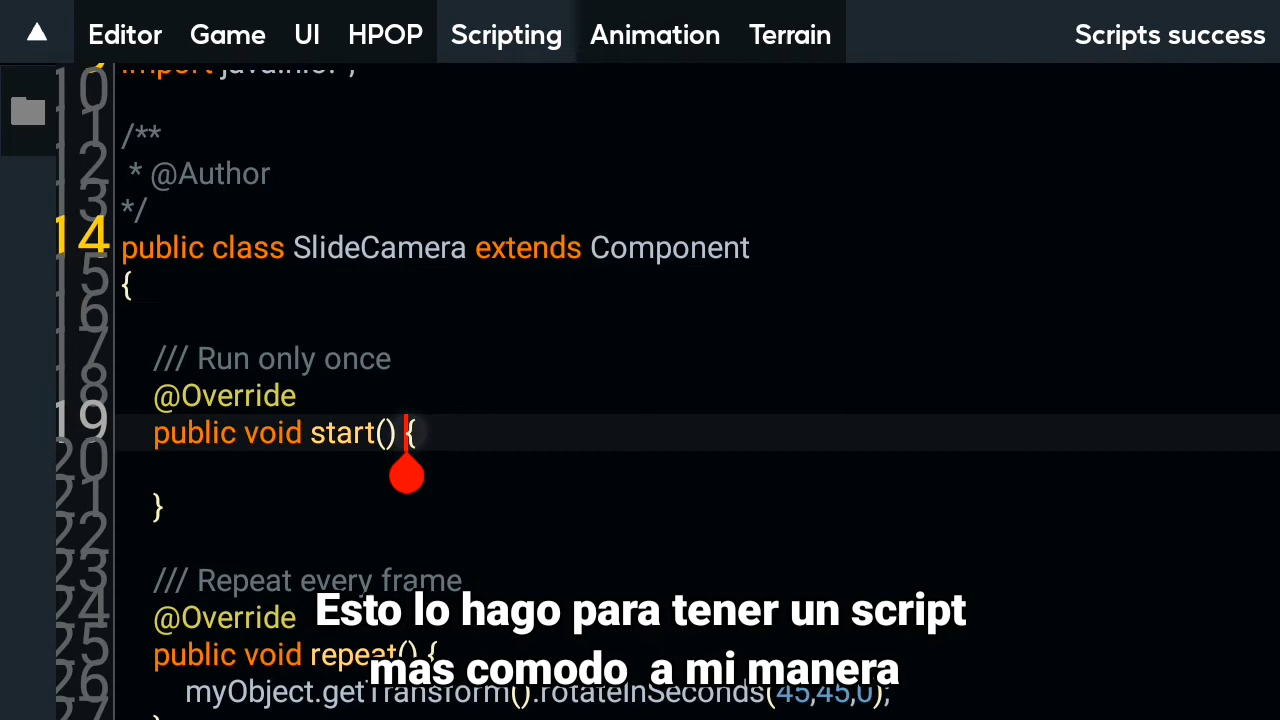 ▲ Editor Game UI HPOP Scripting Animation Terrain Scripts success
10
11 /**
12 * @Author
13 */
14 public class SlideCamera extends Component
15 {
16
17 /// Run only once
18 @Override
19 public void start() {
20
21 }
22
23 /// Repeat every frame
24 @Override
25 public void repeat() {
26 myObject.getTransform().rotateInSeconds(45,45,0);
27
Esto lo hago para tener un script
mas comodo a mi manera